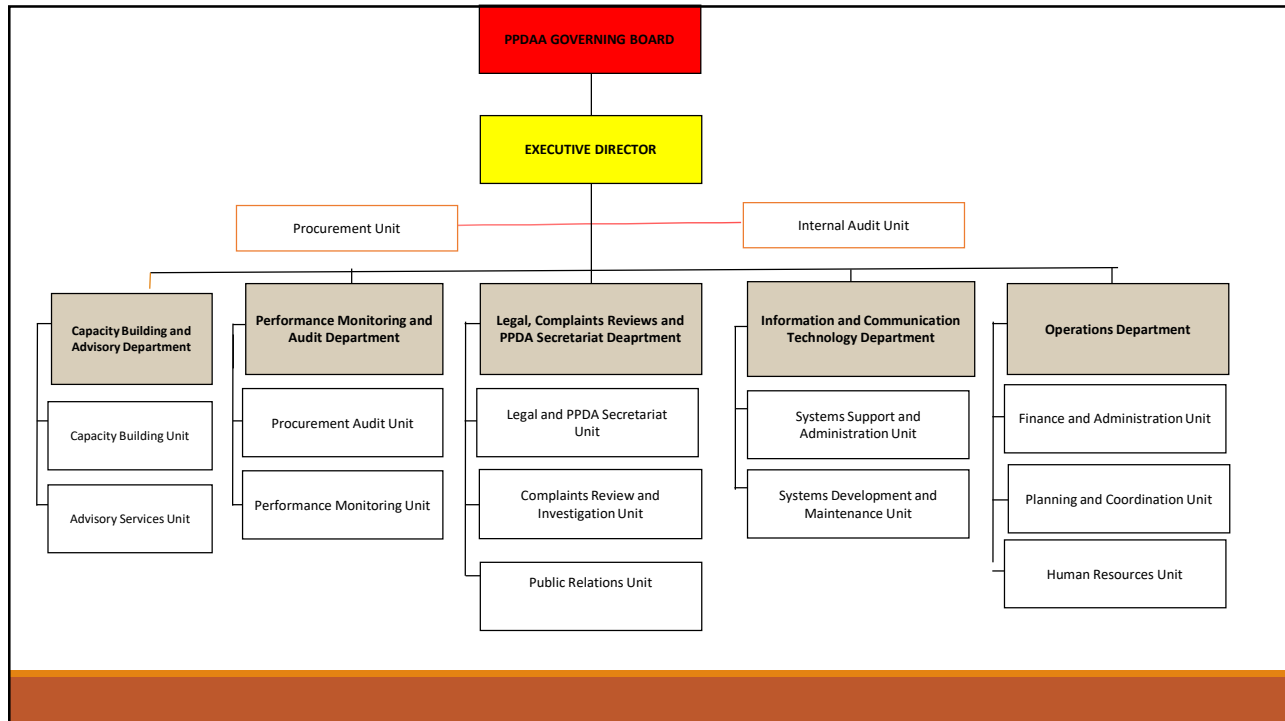 PPDAA GOVERNING BOARD
EXECUTIVE DIRECTOR
Procurement Unit
Internal Audit Unit
Capacity Building and
Advisory Department
Performance Monitoring and
Audit Department
Legal, Complaints Reviews and
PPDA Secretariat Deaprtment
Information and Communication
Technology Department
Operations Department
Capacity Building Unit
Advisory Services Unit
Procurement Audit Unit
Performance Monitoring Unit
Legal and PPDA Secretariat
Unit
Complaints Review and
Investigation Unit
Public Relations Unit
Systems Support and
Administration Unit
Systems Development and
Maintenance Unit
Finance and Administration Unit
Planning and Coordination Unit
Human Resources Unit